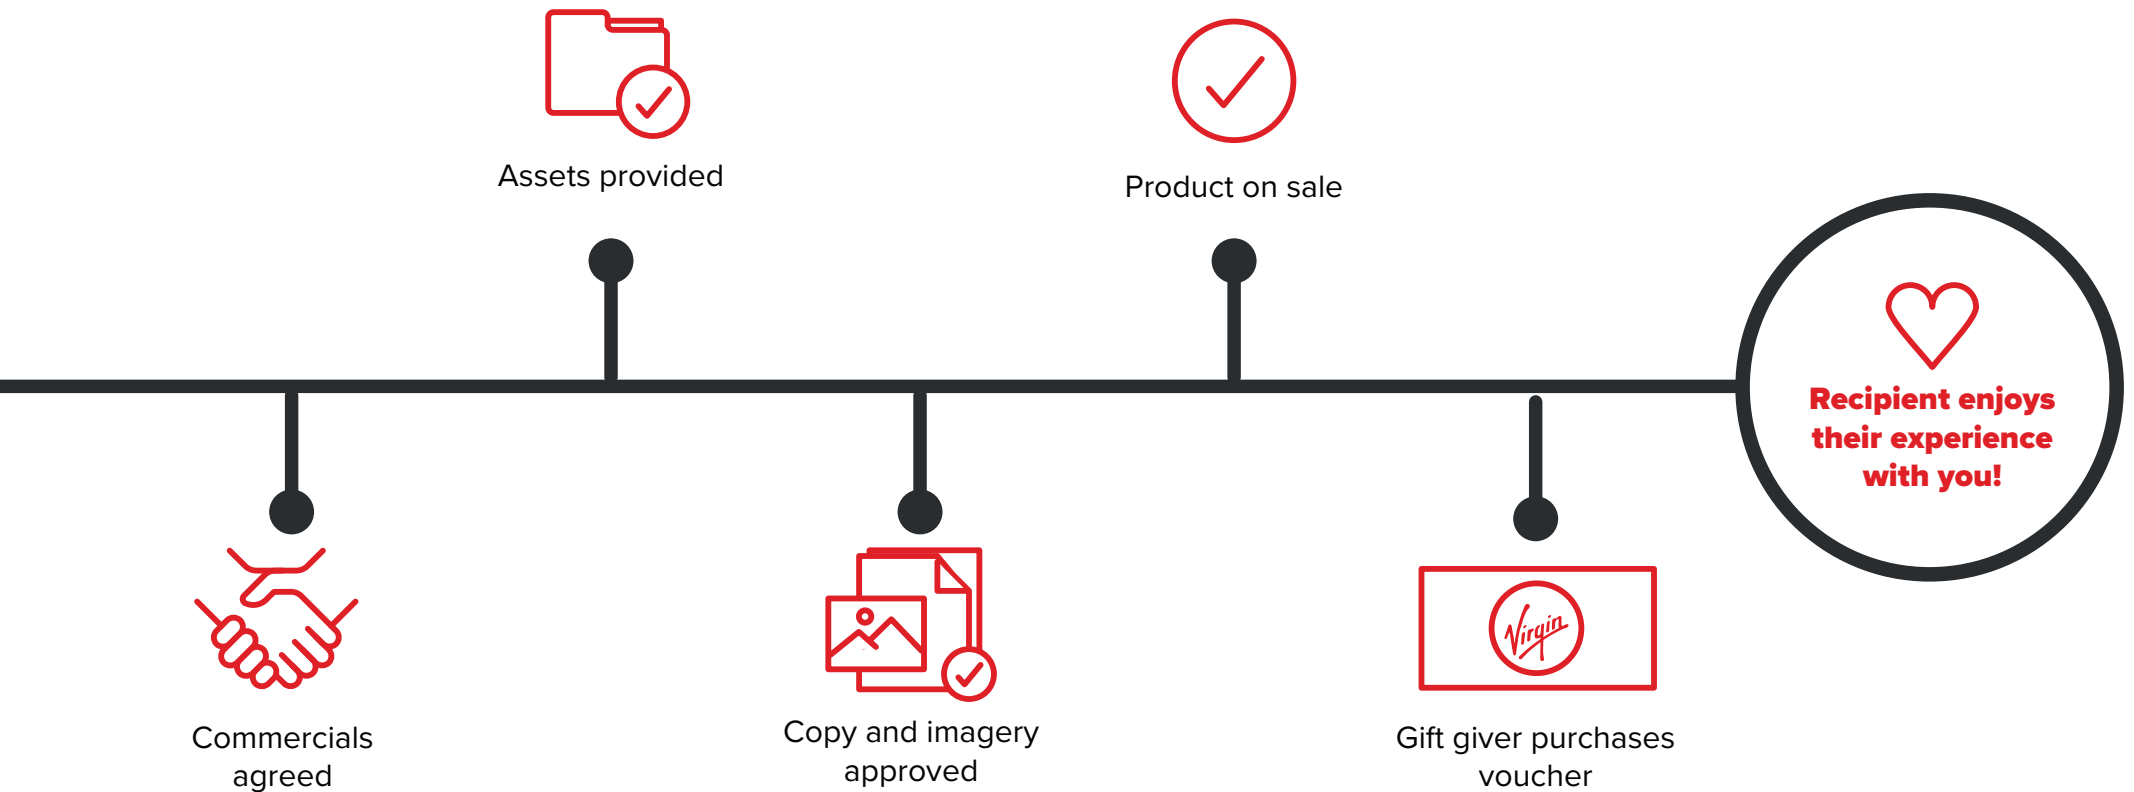 Assets provided
Product on sale
Recipient enjoys
their experience
with you!
Virgin
Commercials
agreed
Copy and imagery
approved
Gift giver purchases
voucher